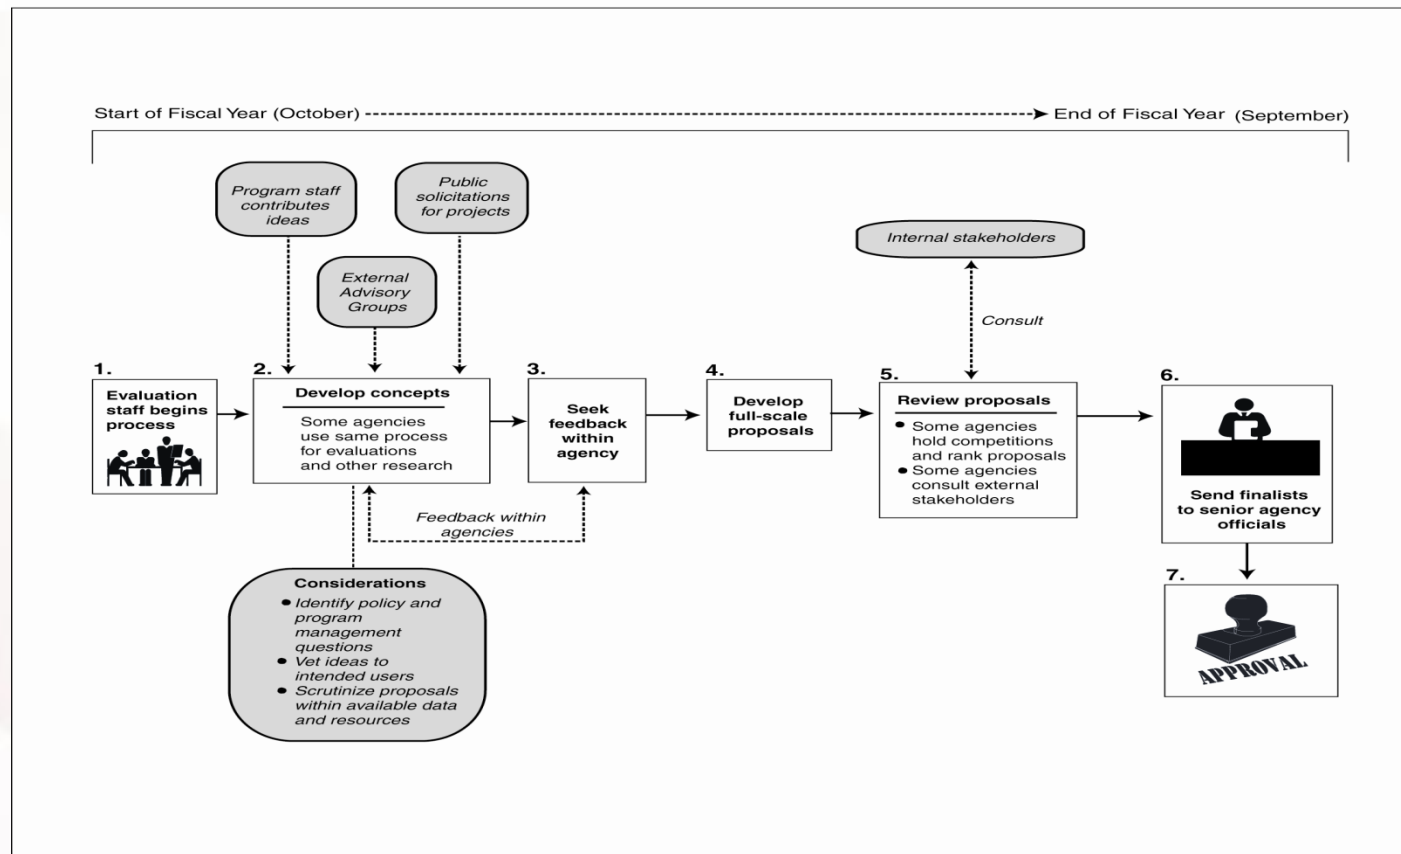 Start of Fiscal Year (October)
End of Fiscal Year (September)
Program staff
contributes
ideas
Public
solicitations
for projects
External
Advisory
Groups
Internal stakeholders
Consult
1.
Evaluation
staff begins
process
2.
Develop concepts
Some agencies
use same process
for evaluations
and other research
3.
Seek
feedback
within
agency
4.
Develop
full-scale
proposals
5.
Review proposals
● Some agencies
hold competitions
and rank proposals
● Some agencies
consult external
stakeholders
6.
Send finalists
to senior agency
officials
7.
APPROVAL
Feedback within
agencies
Considerations
● Identify policy and
program
management
questions
● Vet ideas to
intended users
● Scrutinize proposals
within available data
and resources